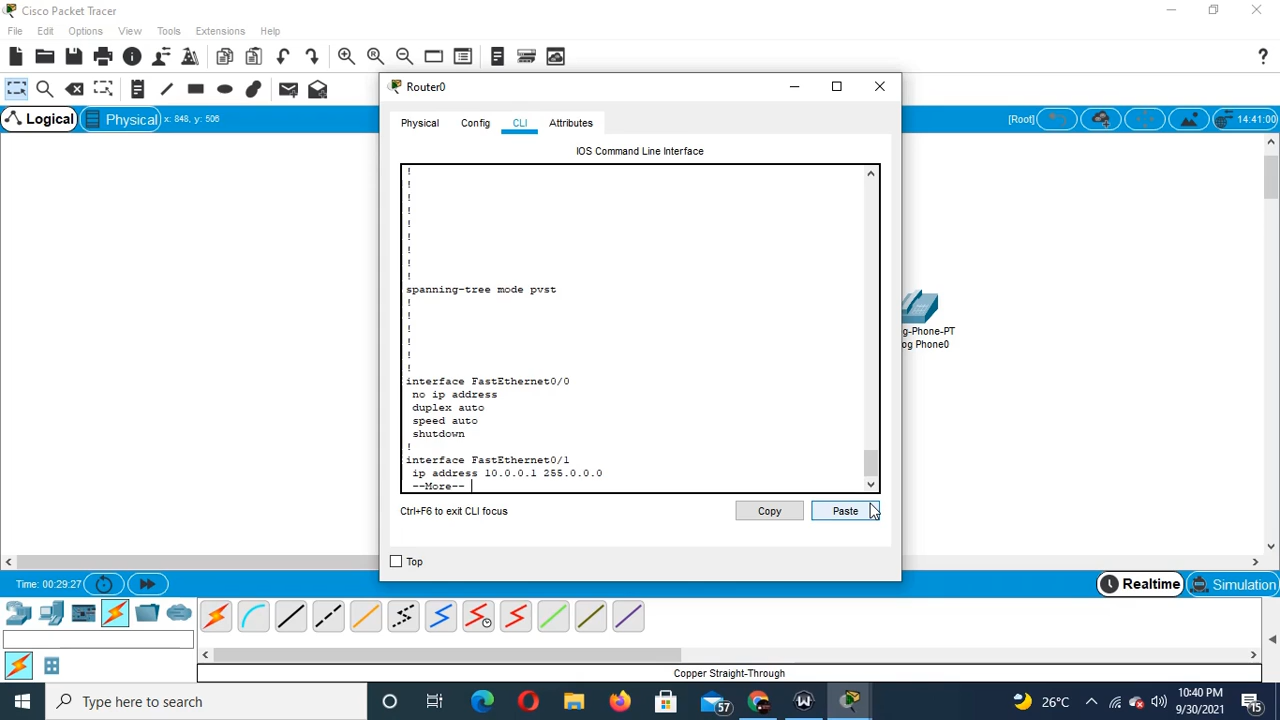 Cisco Packet Tracer
File Edit Options View Tools Extensions Help
Router0
Logical
Physical
x: 848, y: 506
[Root]
14:41:00
Physical Config CLI Attributes
IOS Command Line Interface
!
!
!
!
!
!
!
!
!
spanning-tree mode pvst
!
!
!
!
!
!
interface FastEthernet0/0
no ip address
duplex auto
speed auto
shutdown
!
interface FastEthernet0/1
ip address 10.0.0.1 255.0.0.0
--More--
Ctrl+F6 to exit CLI focus
Copy
Paste
Top
g-Phone-PT
og Phone0
Time: 00:29:27
Realtime
Simulation
Copper Straight-Through
Type here to search
57
26°C
10:40 PM
9/30/2021
15